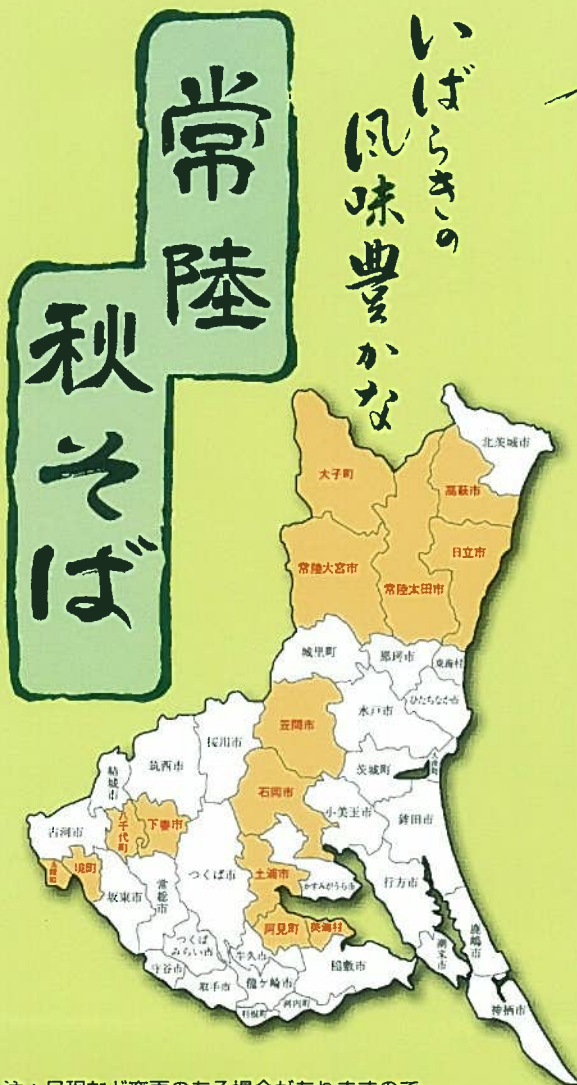 いばらきの
風味豊かな
常陸
秋そば
北茨城市
大子町
高萩市
日立市
常陸大宮市
常陸太田市
城里町
那珂市
東海村
ひたちなか市
水戸市
笠間市
桜川市
筑西市
結城市
茨城町
大洗町
石岡市
小美玉市
鉾田市
古河市
八千代町
下妻市
五霞町
境町
坂東市
常総市
つくば市
土浦市
かすみがうら市
行方市
阿見町
美浦村
つくば
みらい市
牛久市
稲敷市
潮来市
鹿嶋市
守谷市
取手市
龍ケ崎市
利根町
河内町
神栖市